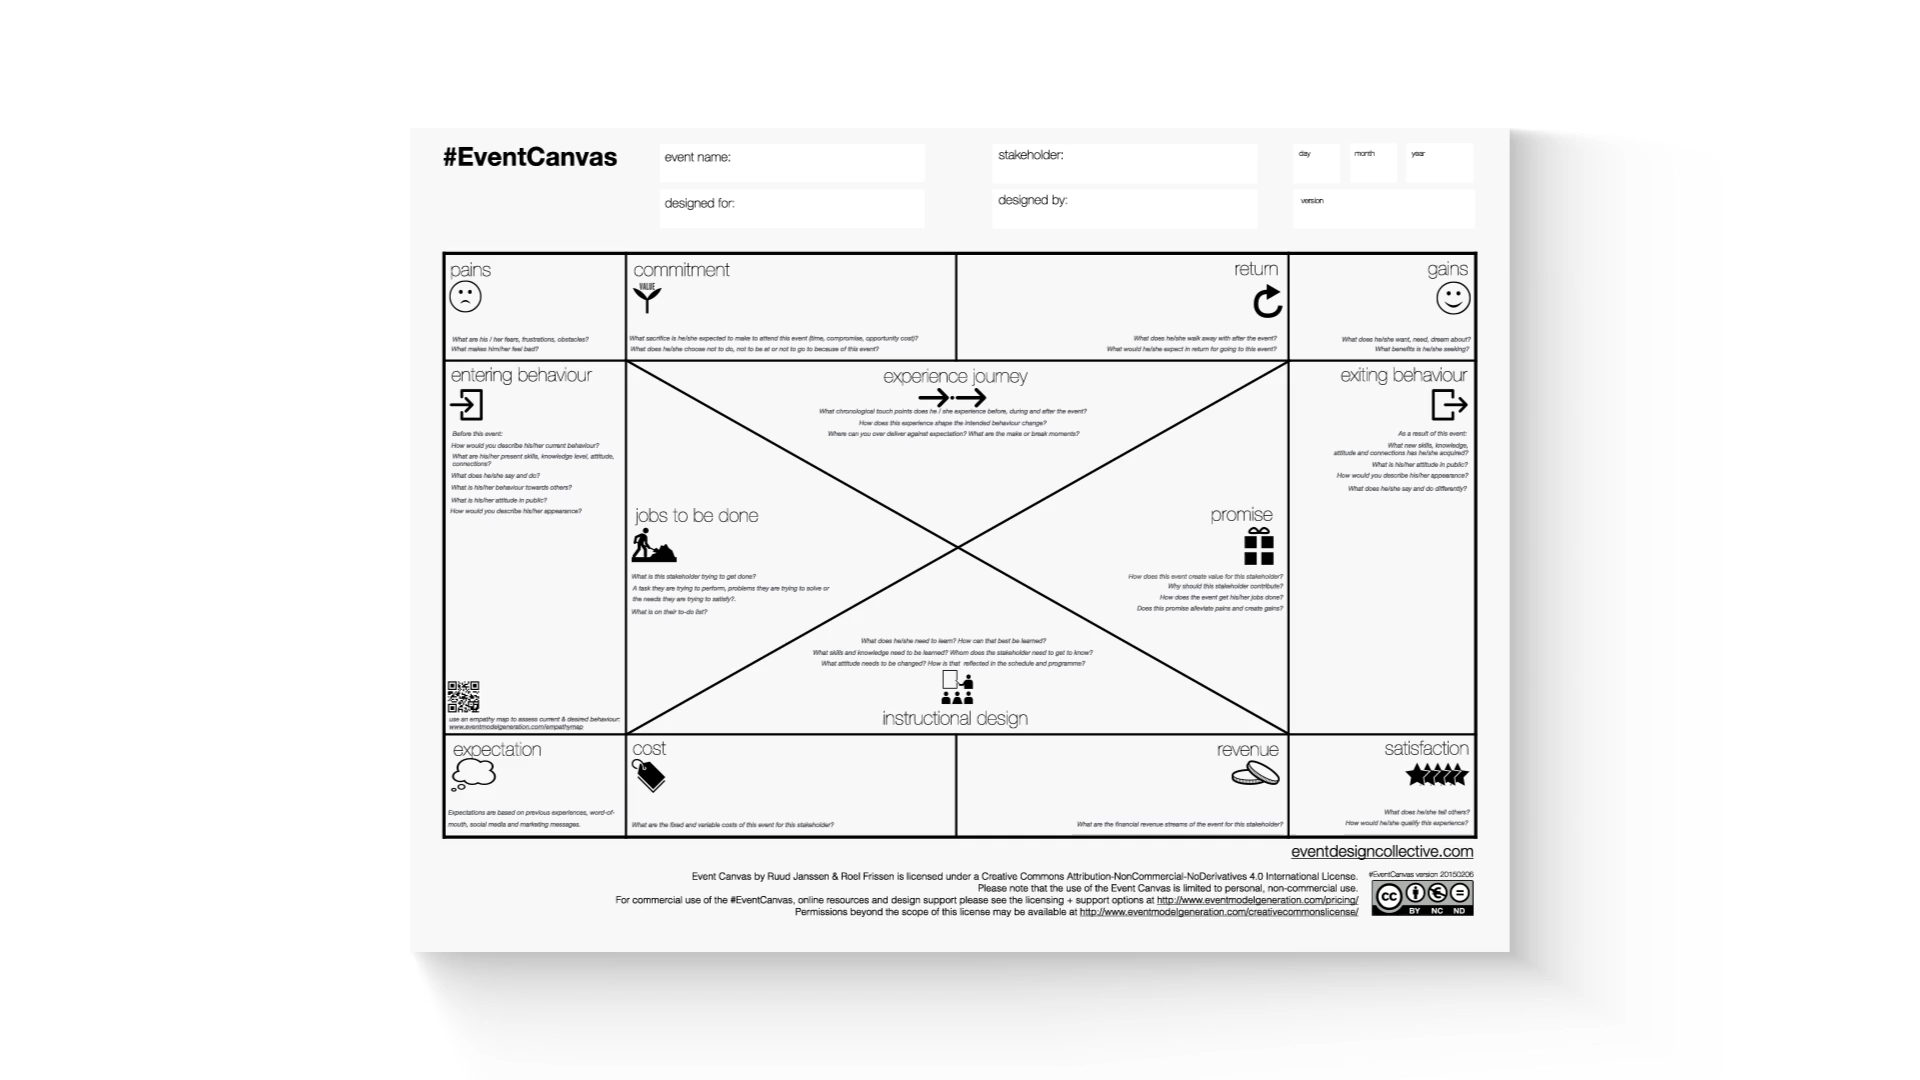 #EventCanvas
event name:
stakeholder:
day
month
year
designed for:
designed by:
version
pains
What are his / her fears, frustrations, obstacles?
What makes him/her feel bad?
commitment
VALUE
What sacrifice is he/she expected to make to attend this event (time, compromise, opportunity cost)?
What does he/she choose not to do, not to be at or not to go to because of this event?
return
What does he/she walk away with after the event?
What would he/she expect in return for going to this event?
gains
What does he/she want, need, dream about?
What benefits is he/she seeking?
entering behaviour
Before this event:
How would you describe his/her current behaviour?
What are his/her present skills, knowledge level, attitude,
connections?
What does he/she say and do?
What is his/her behaviour towards others?
What is his/her attitude in public?
How would you describe his/her appearance?
use an empathy map to assess current & desired behaviour:
www.eventmodelgeneration.com/empathymap
experience journey
What chronological touch points does he / she experience before, during and after the event?
How does this experience shape the intended behaviour change?
Where can you over deliver against expectation? What are the make or break moments?
jobs to be done
What is this stakeholder trying to get done?
A task they are trying to perform, problems they are trying to solve or
the needs they are trying to satisfy?.
What is on their to-do list?
promise
How does this event create value for this stakeholder?
Why should this stakeholder contribute?
How does the event get his/her jobs done?
Does this promise alleviate pains and create gains?
What does he/she need to learn? How can that best be learned?
What skills and knowledge need to be learned? Whom does the stakeholder need to get to know?
What attitude needs to be changed? How is that reflected in the schedule and programme?
instructional design
exiting behaviour
As a result of this event:
What new skills, knowledge,
attitude and connections has he/she acquired?
What is his/her attitude in public?
How would you describe his/her appearance?
What does he/she say and do differently?
expectation
Expectations are based on previous experiences, word-of-
mouth, social media and marketing messages.
cost
What are the fixed and variable costs of this event for this stakeholder?
revenue
What are the financial revenue streams of the event for this stakeholder?
satisfaction
What does he/she tell others?
How would he/she qualify this experience?
eventdesigncollective.com
Event Canvas by Ruud Janssen & Roel Frissen is licensed under a Creative Commons Attribution-NonCommercial-NoDerivatives 4.0 International License.
Please note that the use of the Event Canvas is limited to personal, non-commercial use.
For commercial use of the #EventCanvas, online resources and design support please see the licensing + support options at http://www.eventmodelgeneration.com/pricing/
Permissions beyond the scope of this license may be available at http://www.eventmodelgeneration.com/creativecommonslicense/
#EventCanvas version 20150206
cc
BY NC ND